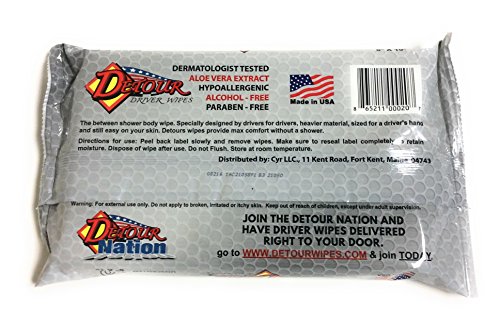 DERMATOLOGIST TESTED
ALOE VERA EXTRACT
HYPOALLERGENIC
ALCOHOL - FREE
PARABEN - FREE
DETOUR
DRIVER WIPES
Made in USA
8 65211 00020 7
The between shower body wipe. Specially designed by drivers for drivers, heavier material, sized for a driver's hand
and still easy on your skin. Detours wipes provide max comfort without a shower.
Directions for use: Peel back label slowly and remove wipes. Make sure to completely reseal to
retain moisture. Dispose of wipe after use. Do not Flush. Store at room temperature.
Distributed by: Cyr LLC., 11 Kent Road, Fort Kent, Maine 04743
Warning: For external use only. Do not apply to broken, irritated or itchy skin. Keep out of reach of children, except under adult supervision.
DETOUR
Nation
JOIN THE DETOUR NATION AND
HAVE DRIVER WIPES DELIVERED
RIGHT TO YOUR DOOR.
go to WWW.DETOURWIPES.COM & join TODAY.